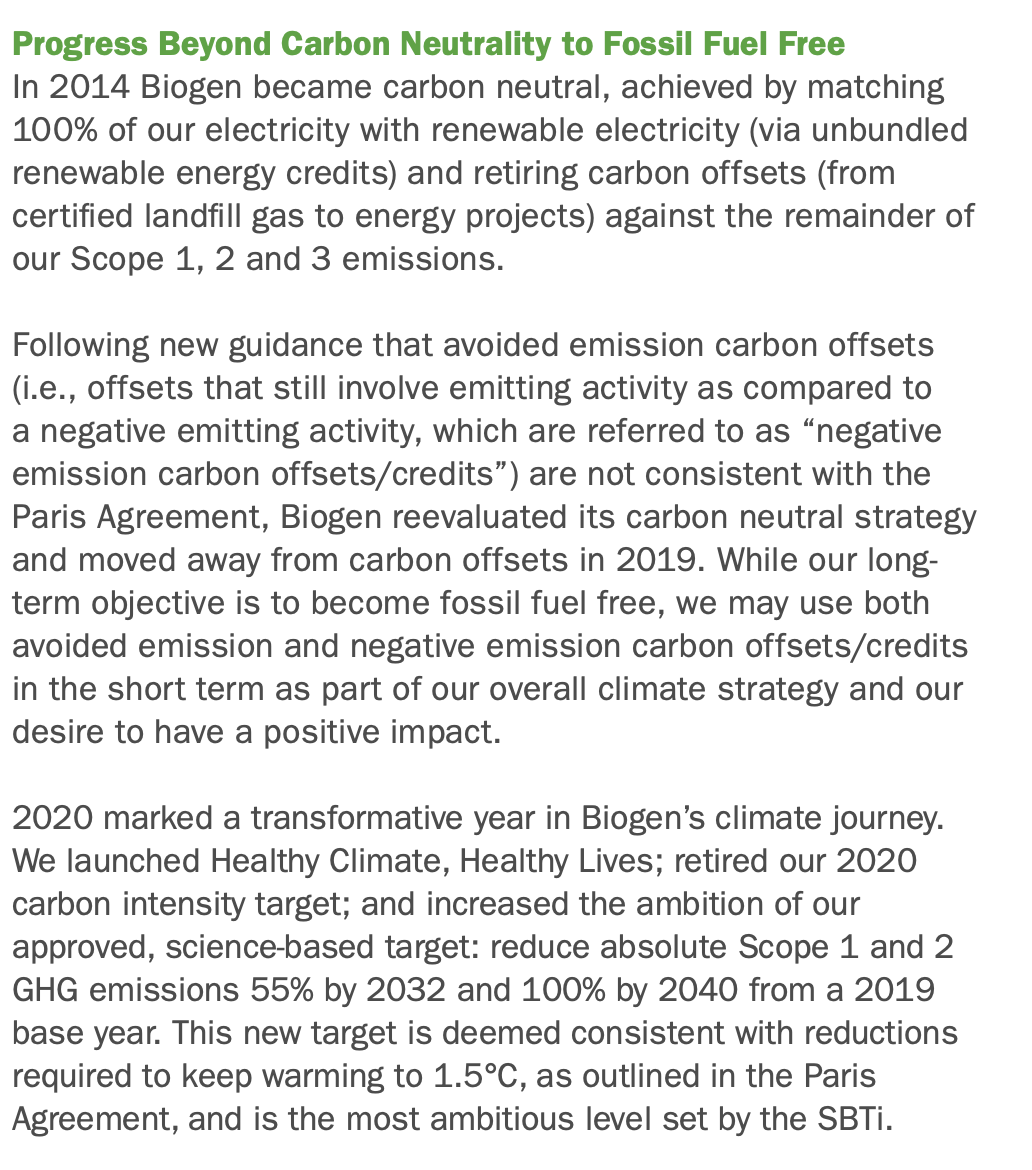 Progress Beyond Carbon Neutrality to Fossil Fuel Free
In 2014 Biogen became carbon neutral, achieved by matching
100% of our electricity with renewable electricity (via unbundled
renewable energy credits) and retiring carbon offsets (from
certified landfill gas to energy projects) against the remainder of
our Scope 1, 2 and 3 emissions.
Following new guidance that avoided emission carbon offsets
(i.e., offsets that still involve emitting activity as compared to
a negative emitting activity, which are referred to as “negative
emission carbon offsets/credits”) are not consistent with the
Paris Agreement, Biogen reevaluated its carbon neutral strategy
and moved away from carbon offsets in 2019. While our long-
term objective is to become fossil fuel free, we may use both
avoided emission and negative emission carbon offsets/credits
in the short term as part of our overall climate strategy and our
desire to have a positive impact.
2020 marked a transformative year in Biogen’s climate journey.
We launched Healthy Climate, Healthy Lives; retired our 2020
carbon intensity target; and increased the ambition of our
approved, science-based target: reduce absolute Scope 1 and 2
GHG emissions 55% by 2032 and 100% by 2040 from a 2019
base year. This new target is deemed consistent with reductions
required to keep warming to 1.5°C, as outlined in the Paris
Agreement, and is the most ambitious level set by the SBTi.